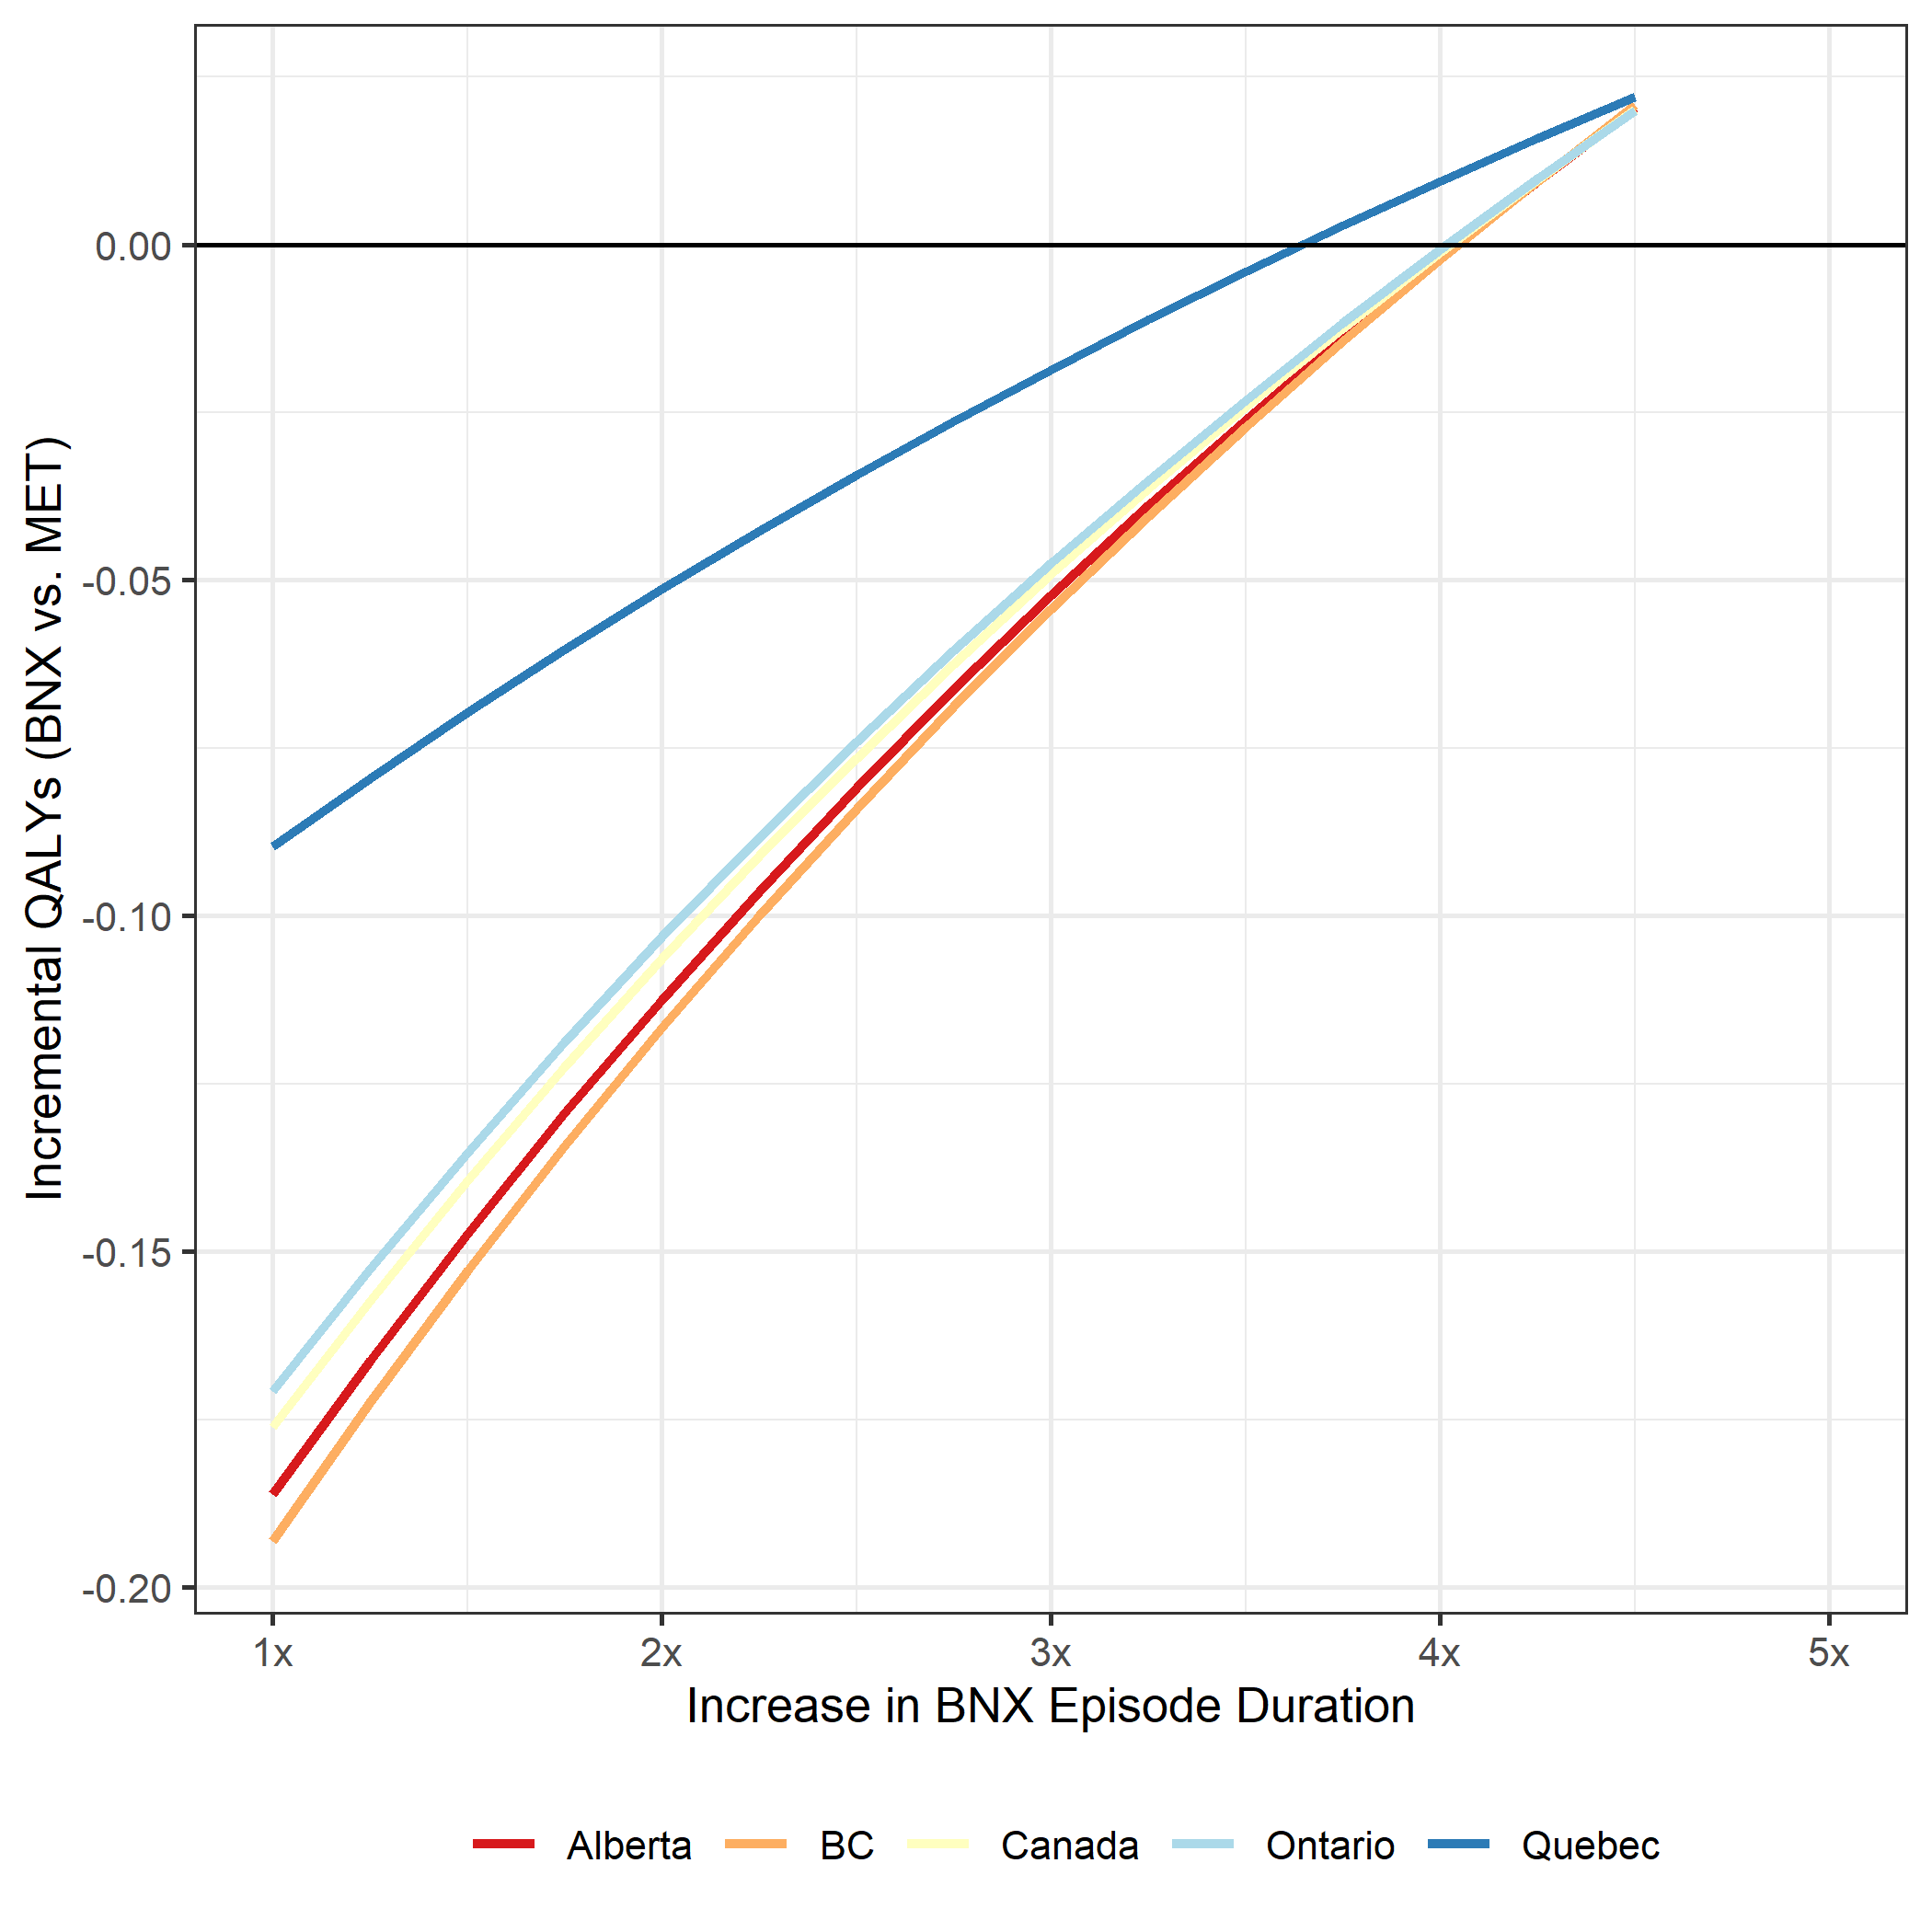 Incremental QALYs (BNX vs. MET)
0.00
-0.05
-0.10
-0.15
-0.20
1x 2x 3x 4x 5x
Increase in BNX Episode Duration
Alberta BC Canada Ontario Quebec